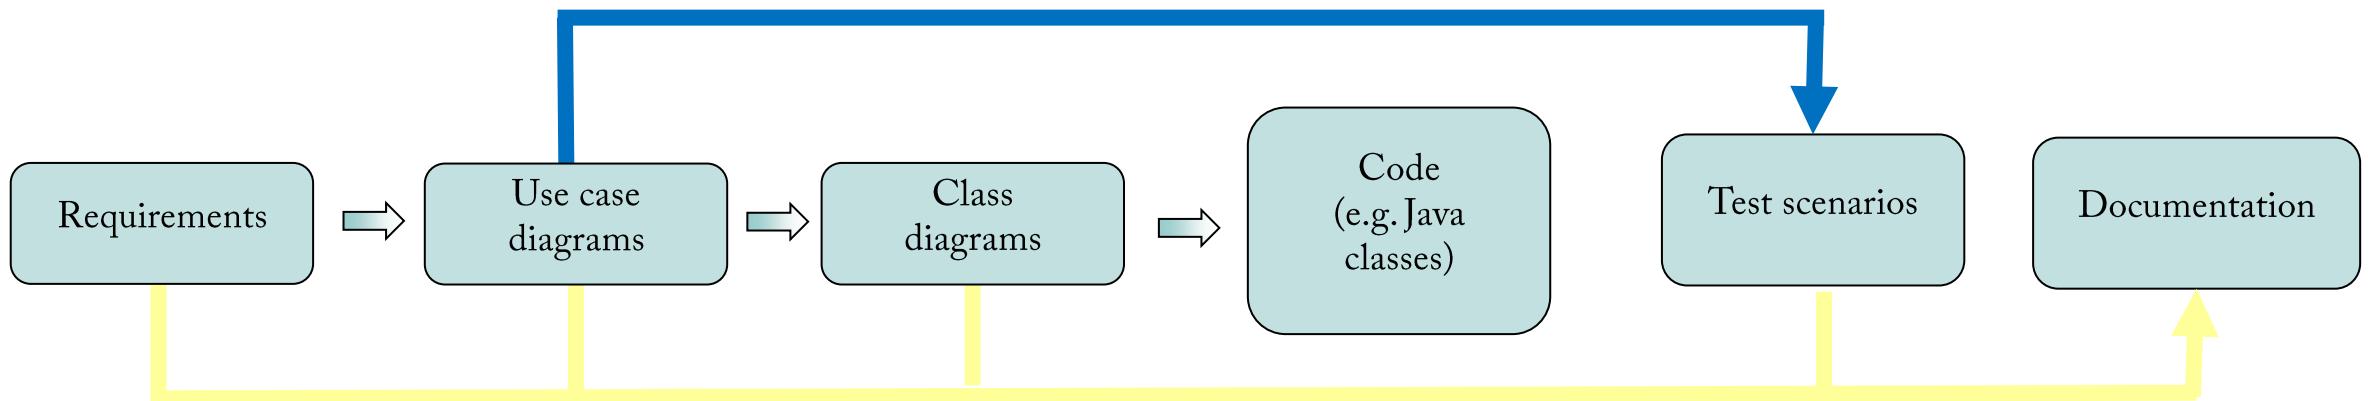 Requirements
Use case
diagrams
Class
diagrams
Code
(e.g. Java
classes)
Test scenarios
Documentation